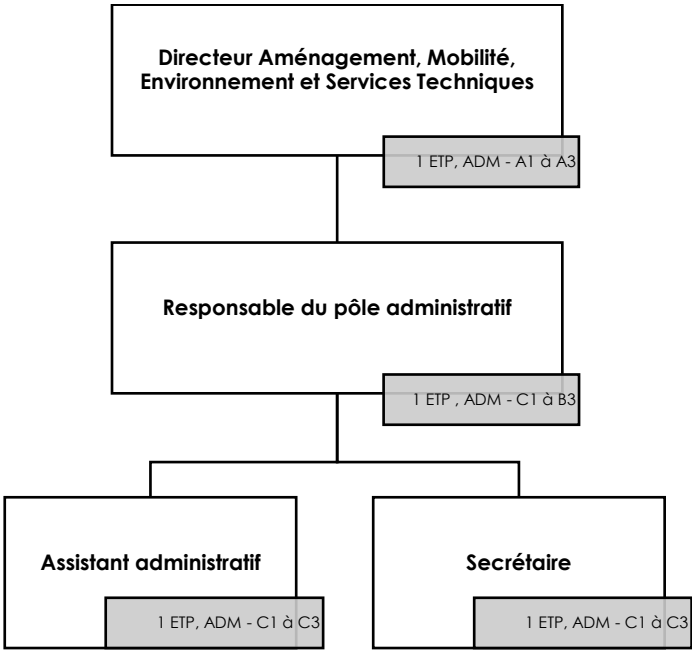 Directeur Aménagement, Mobilité,
Environnement et Services Techniques
1 ETP, ADM - A1 à A3
Responsable du pôle administratif
1 ETP , ADM - C1 à B3
Assistant administratif
1 ETP, ADM - C1 à C3
Secrétaire
1 ETP, ADM - C1 à C3